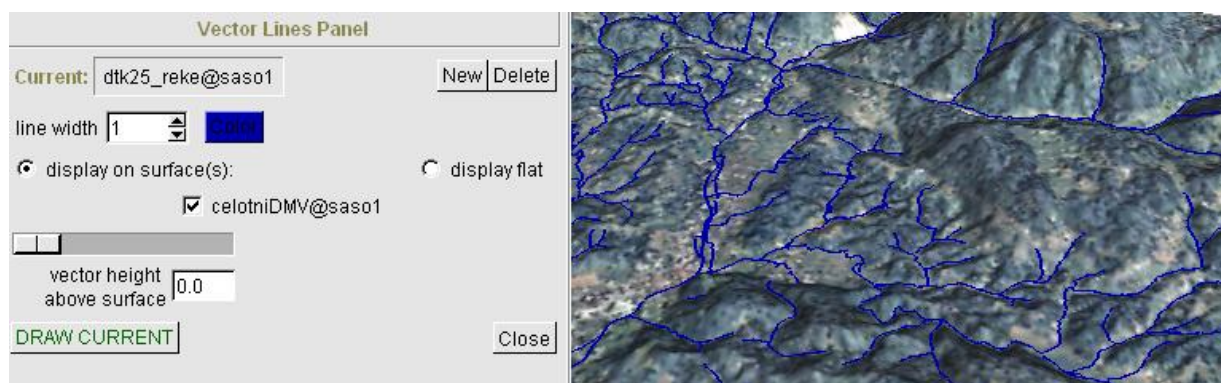 Vector Lines Panel
Current: dtk25_reke@saso1 New Delete
line width 1 Color
display on surface(s): display flat
celotniDMV@saso1
vector height
above surface 0.0
DRAW CURRENT Close